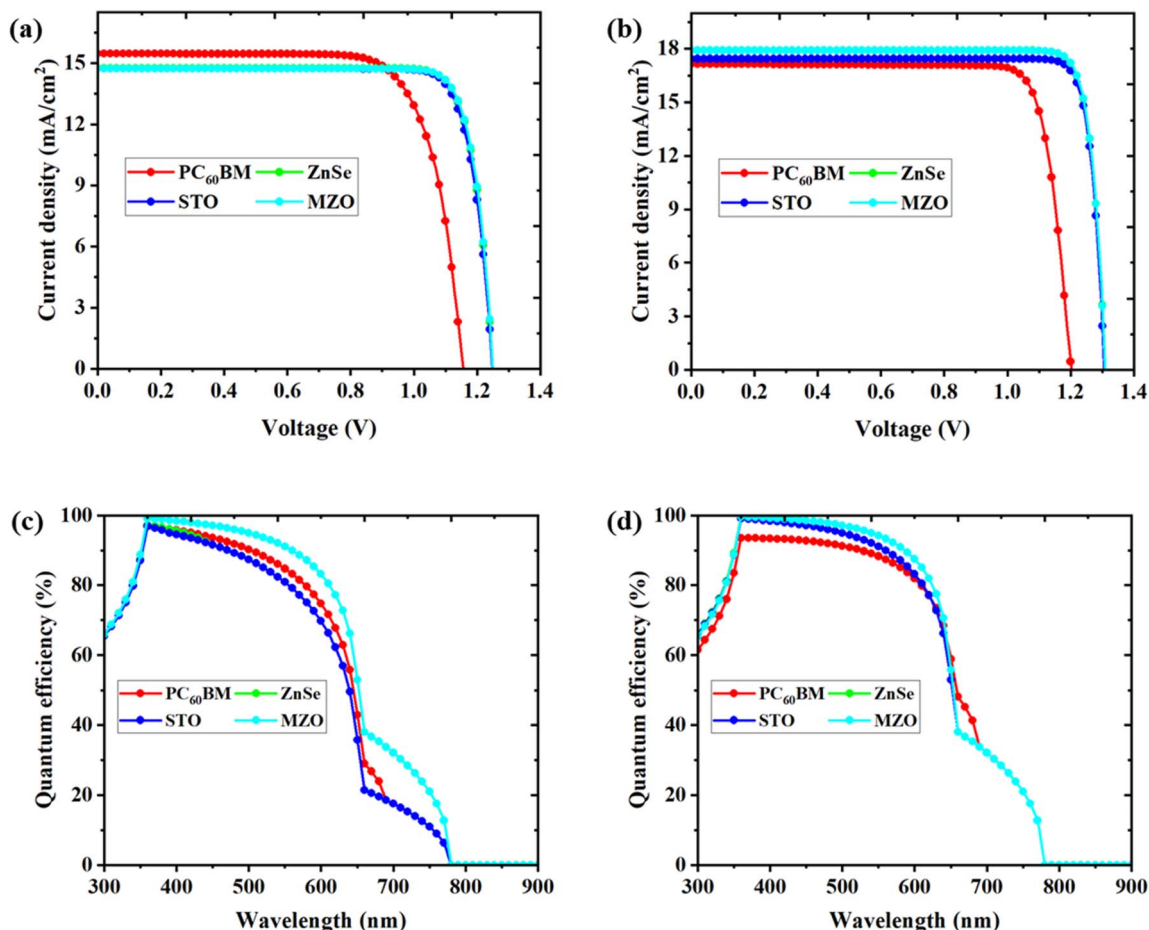 (a)
Current density (mA/cm²)
18
15
12
9
6
3
0
PC₆₀BM ZnSe
STO MZO
0.0 0.2 0.4 0.6 0.8 1.0 1.2 1.4
Voltage (V)
(b)
Current density (mA/cm²)
18
15
12
9
6
3
0
PC₆₀BM ZnSe
STO MZO
0.0 0.2 0.4 0.6 0.8 1.0 1.2 1.4
Voltage (V)
(c)
Quantum efficiency (%)
100
80
60
40
20
0
PC₆₀BM ZnSe
STO MZO
300 400 500 600 700 800 900
Wavelength (nm)
(d)
Quantum efficiency (%)
100
80
60
40
20
0
PC₆₀BM ZnSe
STO MZO
300 400 500 600 700 800 900
Wavelength (nm)